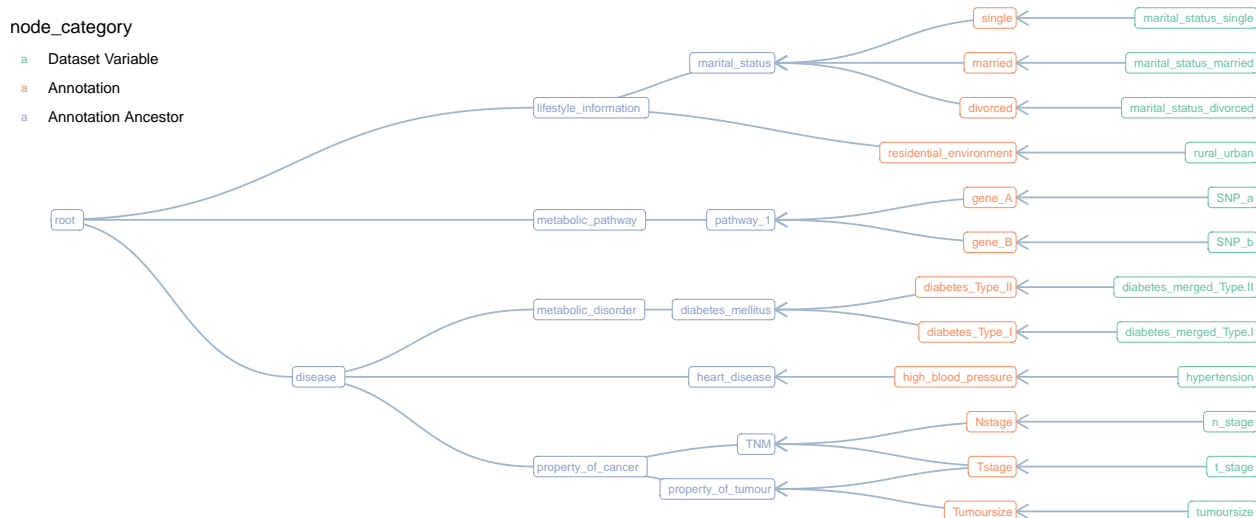 node_category
a Dataset Variable
a Annotation
a Annotation Ancestor
single
marital_status_single
marital_status
married
marital_status_married
lifestyle_information
divorced
marital_status_divorced
residential_environment
rural_urban
root
metabolic_pathway
pathway_1
gene_A
SNP_a
gene_B
SNP_b
diabetes_Type_II
diabetes_merged_Type.II
metabolic_disorder
diabetes_mellitus
diabetes_Type_I
diabetes_merged_Type.I
disease
heart_disease
high_blood_pressure
hypertension
Nstage
n_stage
TNM
property_of_cancer
Tstage
t_stage
property_of_tumour
Tumoursize
tumoursize